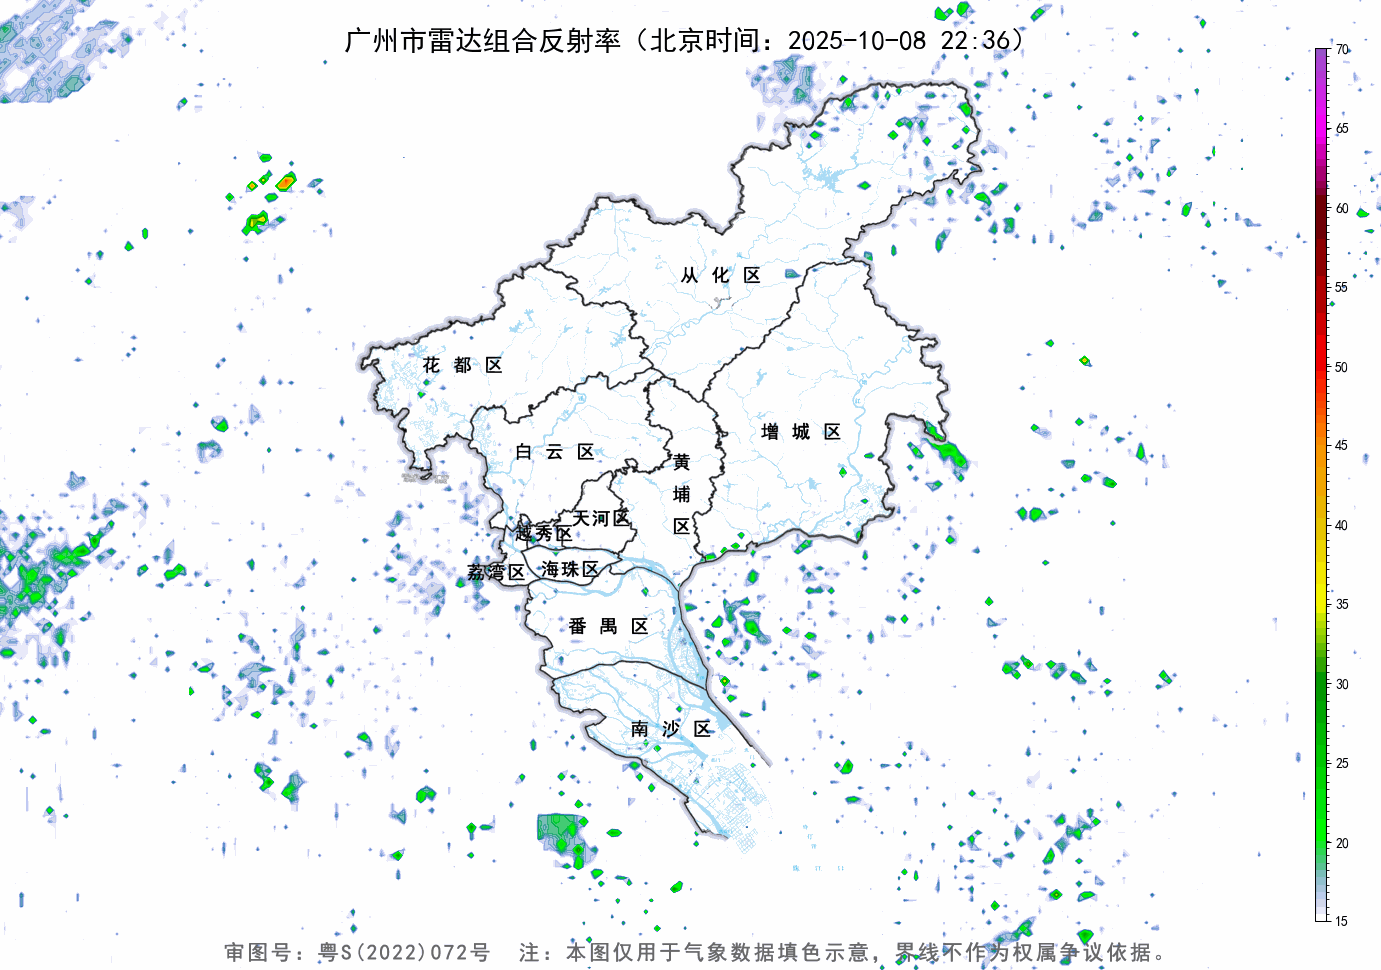 广州市雷达组合反射率（北京时间：2025-10-08 22:36）
70
65
60
55
50
45
40
35
30
25
20
15
从化区
花都区
增城区
白云区
黄埔区
天河区
越秀区
荔湾区
海珠区
番禺区
南沙区
审图号：粤S(2022)072号 注：本图仅用于气象数据填色示意，界线不作为权属争议依据。